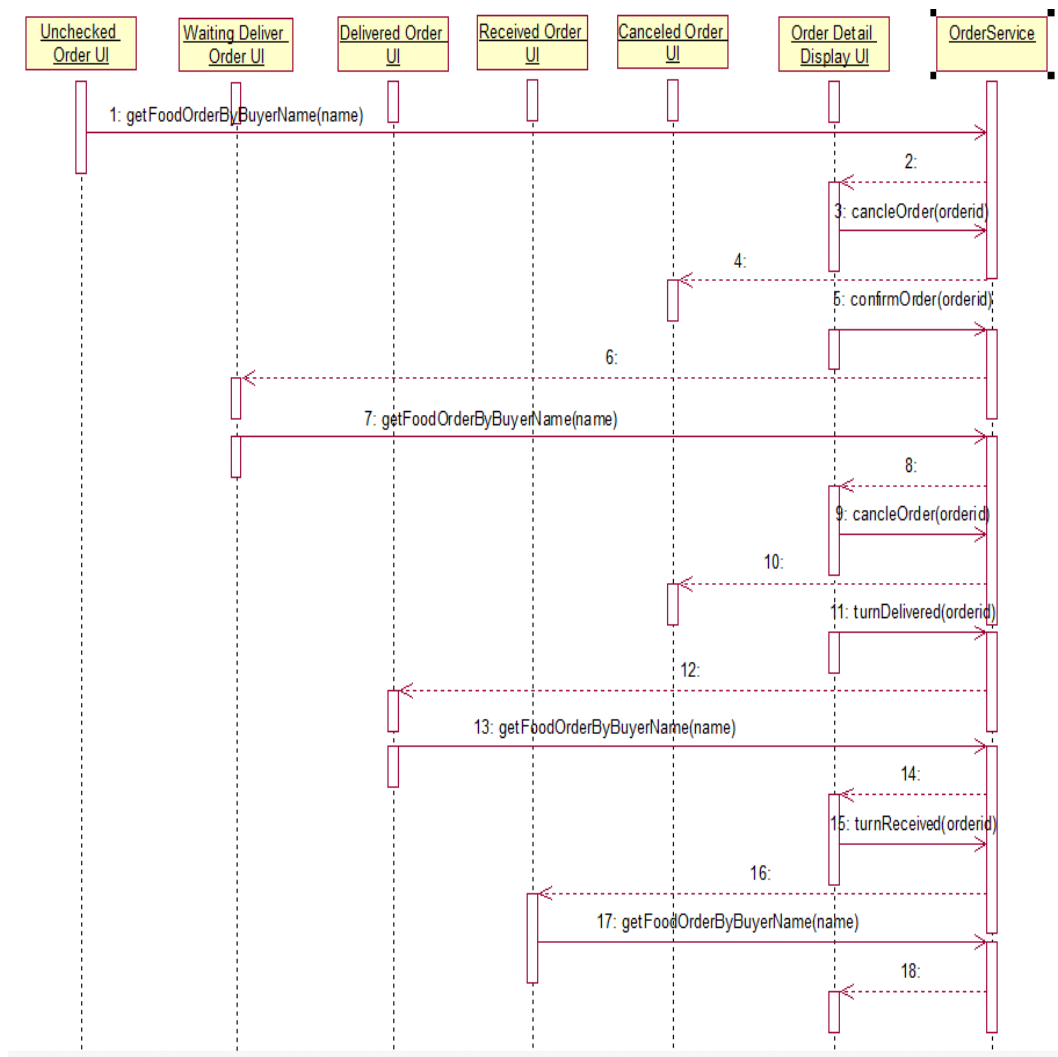 Unchecked
Order UI
Waiting Deliver
Order UI
Delivered Order
UI
Received Order
UI
Canceled Order
UI
Order Detail
Display UI
OrderService
1: getFoodOrderByBuyerName(name)
2:
3: cancleOrder(orderid)
4:
5: confirmOrder(orderid)
6:
7: getFoodOrderByBuyerName(name)
8:
9: cancleOrder(orderid)
10:
11: turnDelivered(orderid)
12:
13: getFoodOrderByBuyerName(name)
14:
15: turnReceived(orderid)
16:
17: getFoodOrderByBuyerName(name)
18: